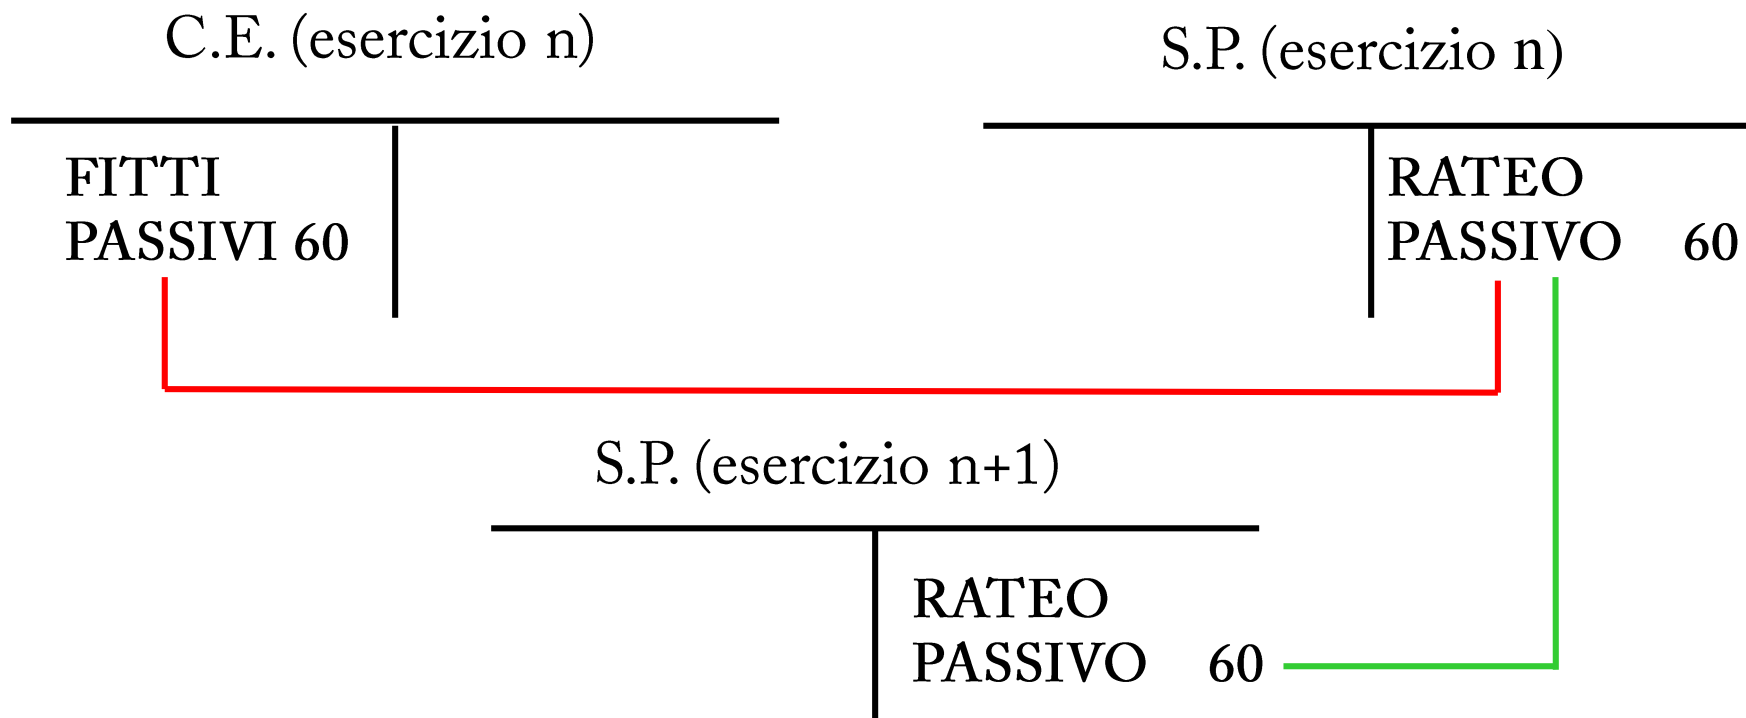 C.E. (esercizio n)
S.P. (esercizio n)
FITTI
PASSIVI 60
RATEO
PASSIVO 60
S.P. (esercizio n+1)
RATEO
PASSIVO 60